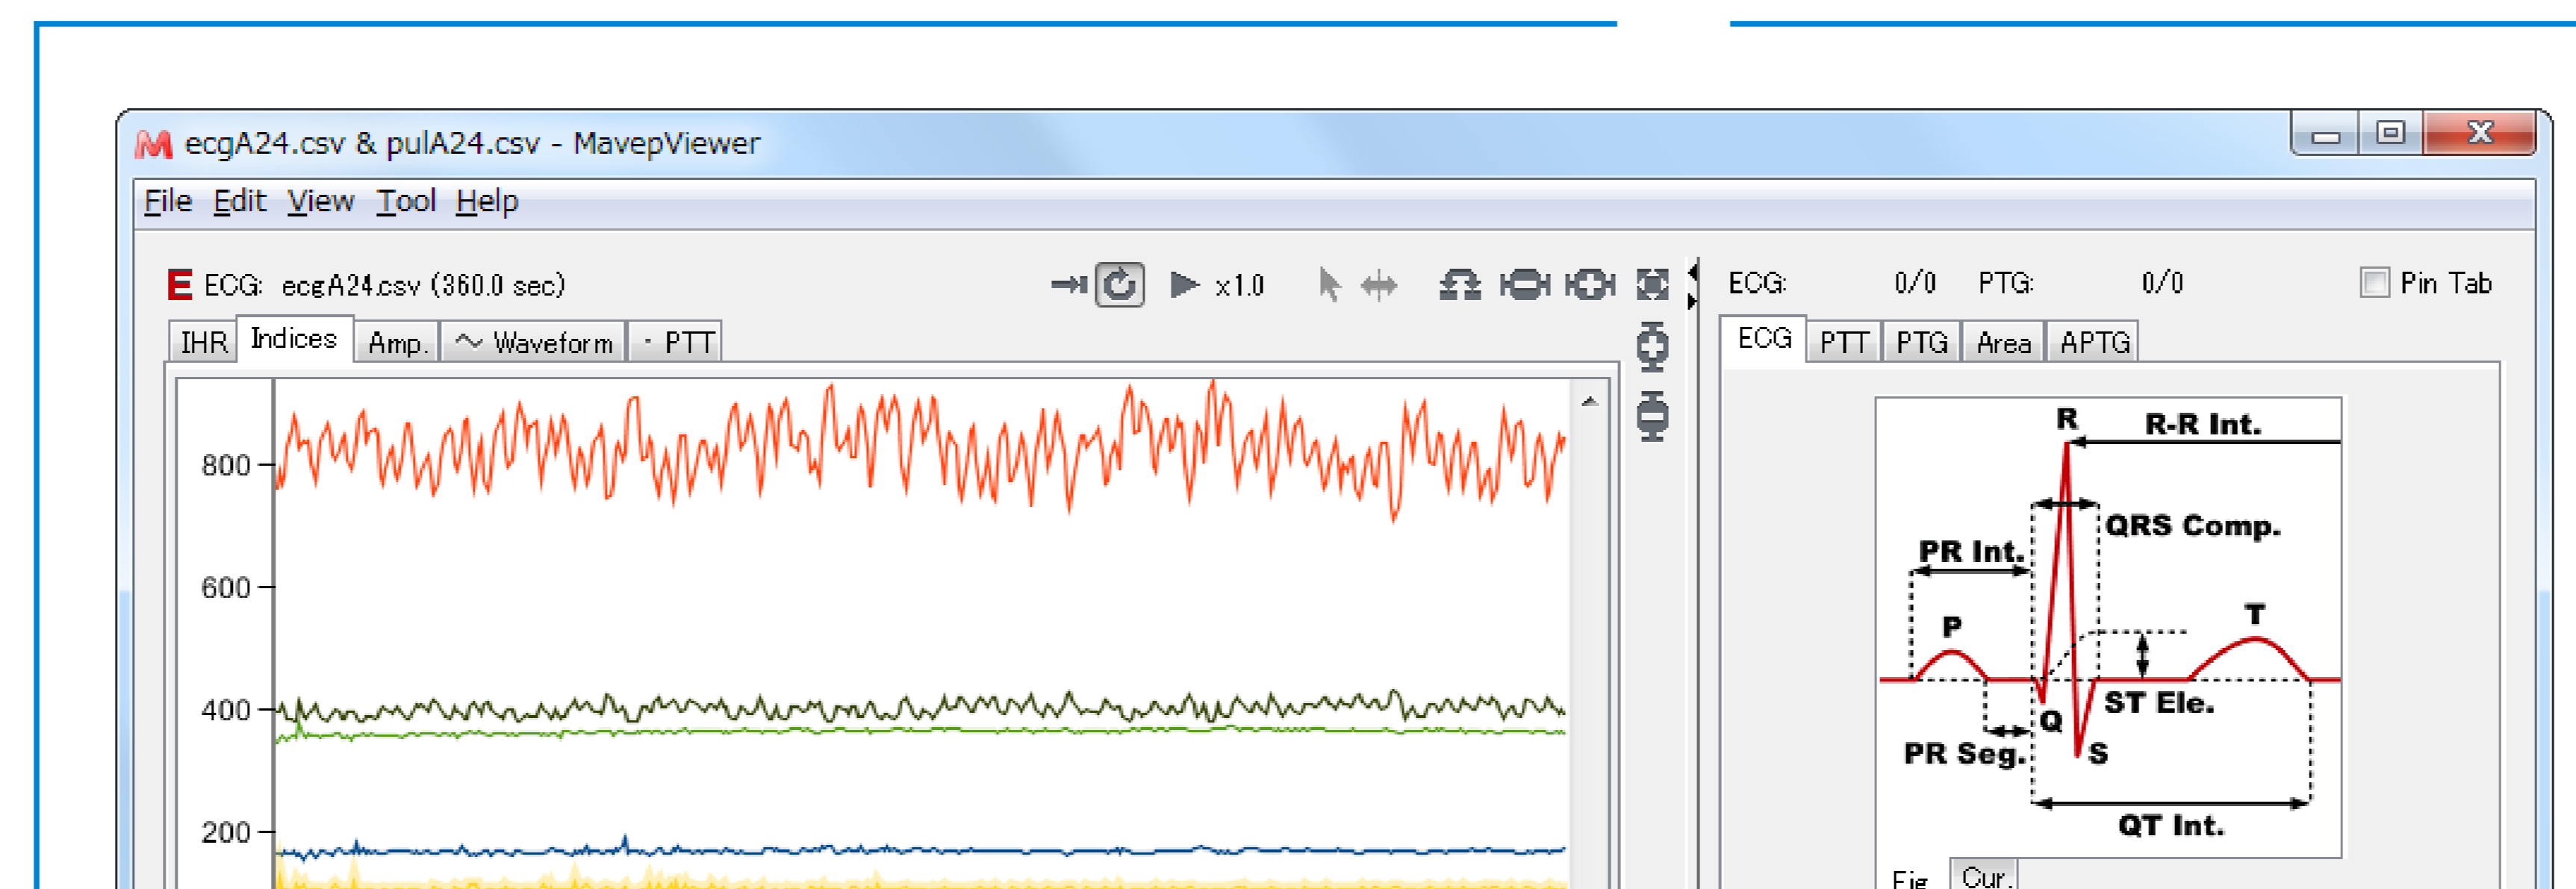 ecgA24.csv & pulA24.csv - MavepViewer
File Edit View Tool Help
E ECG: ecgA24.csv (360.0 sec) x1.0
ECG: 0/0 PTG: 0/0 Pin Tab
IHR Indices Amp. Waveform PTT
ECG PTT PTG Area APTG
800
600
400
200
R
R-R Int.
QRS Comp.
PR Int.
P
T
ST Ele.
Q
PR Seg.
S
QT Int.
Fig Cur.